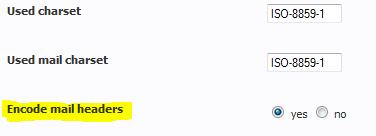 Used charset ISO-8859-1
Used mail charset ISO-8859-1
Encode mail headers yes no